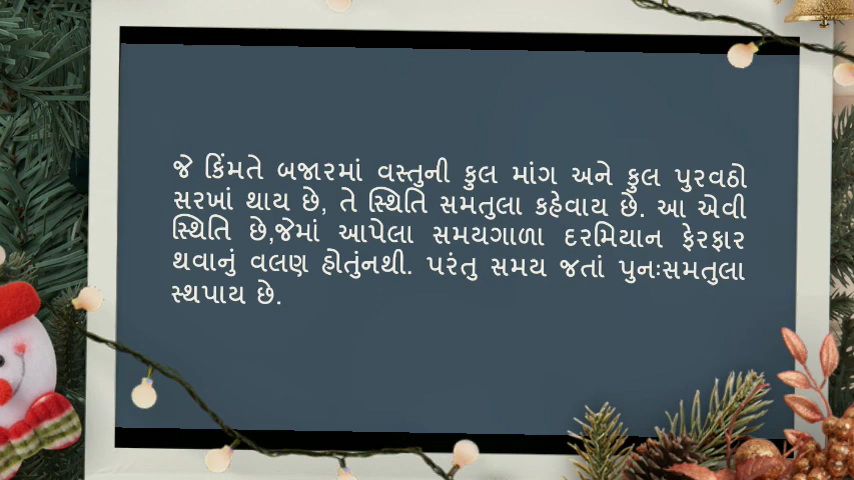 જે કિંમતે બજારમાં વસ્તુની કુલ માંગ અને કુલ પુરવઠો
સરખાં થાય છે, તે સ્થિતિ સમતુલા કહેવાય છે. આ એવી
સ્થિતિ છે,જેમાં આપેલા સમયગાળા દરમિયાન ફેરફાર
થવાનું વલણ હોતુંનથી. પરંતુ સમય જતાં પુનઃસમતુલા
સ્થપાય છે.